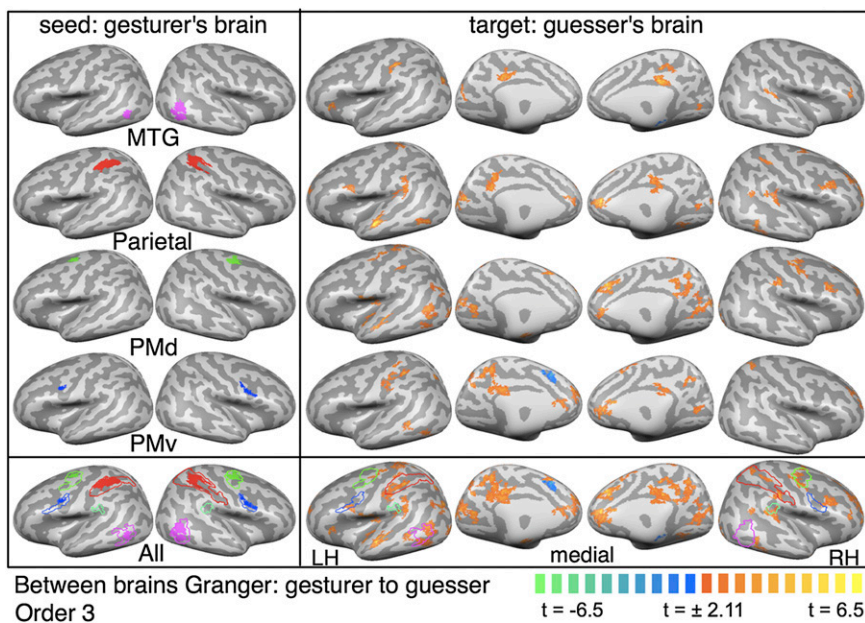 seed: gesturer's brain
target: guesser's brain
MTG
Parietal
PMd
PMv
All
LH
medial
RH
Between brains Granger: gesturer to guesser
Order 3
t = -6.5
t = ± 2.11
t = 6.5